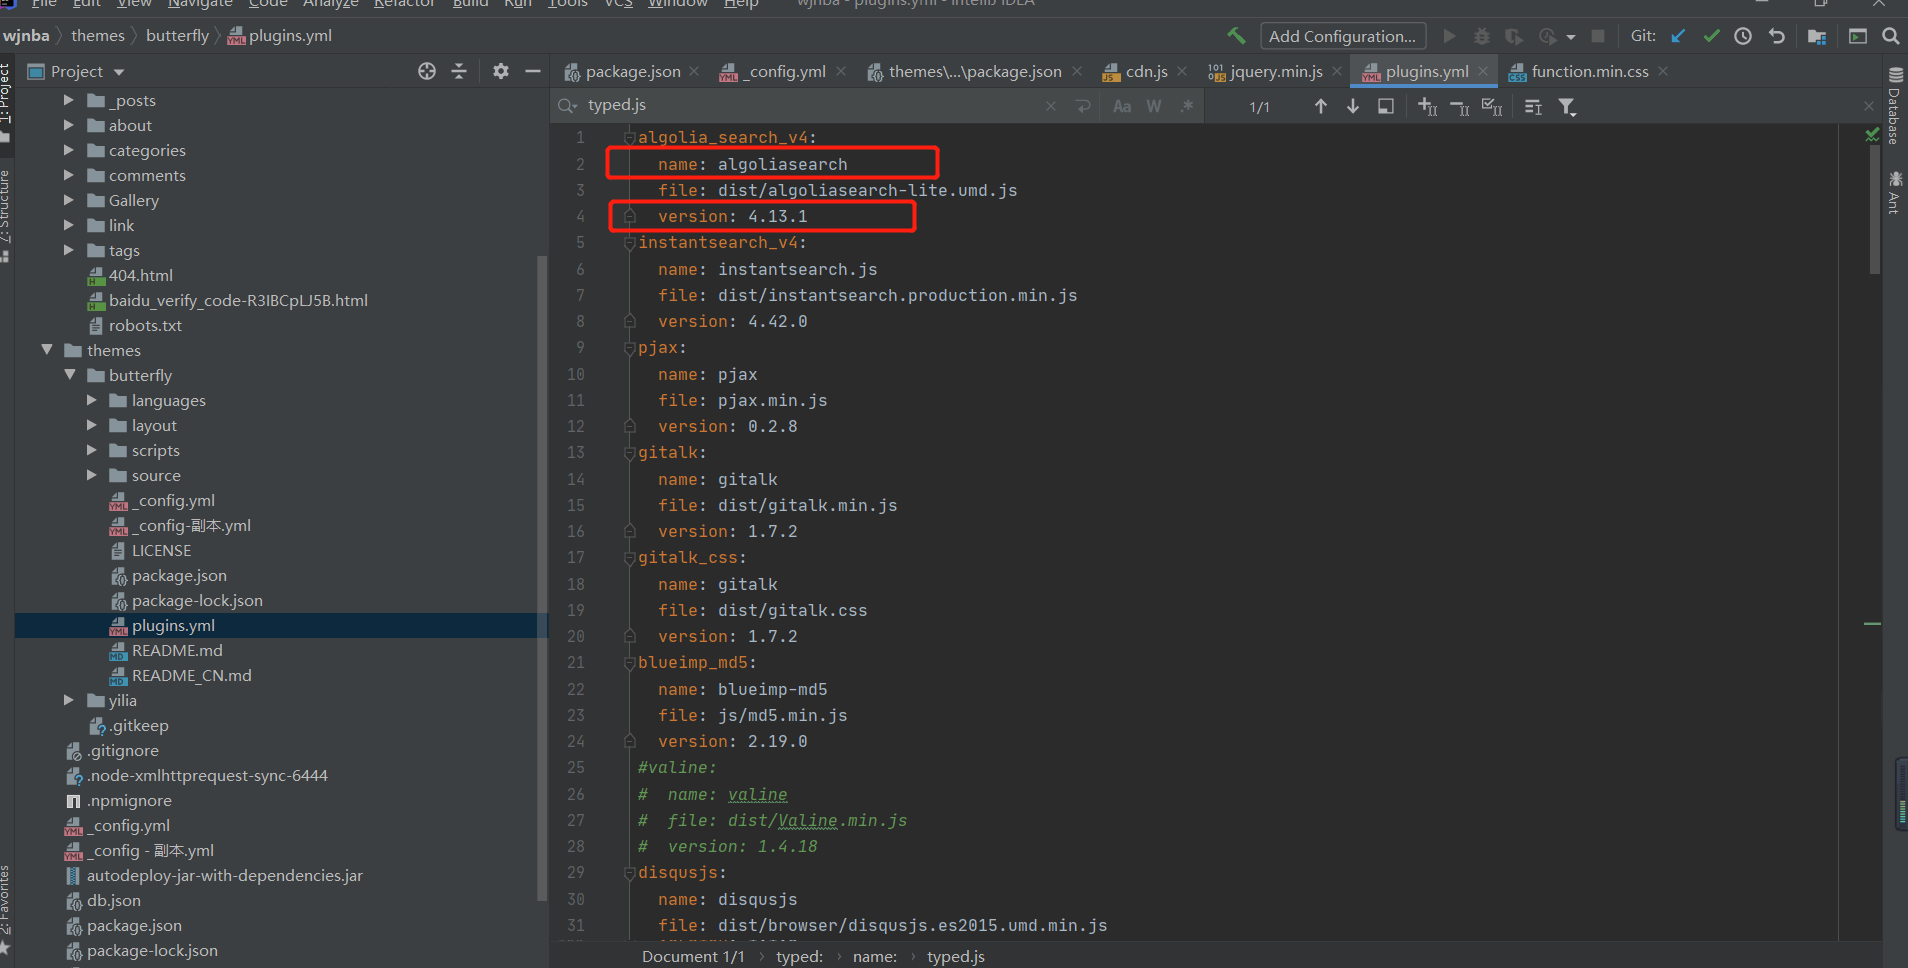 File Edit View Navigate Code Analyze Refactor Build Run Tools VCS Window Help wjnba - plugins.yml - IntelliJ IDEA
wjnba themes butterfly plugins.yml Add Configuration... Git:
Project package.json _config.yml themes\...\package.json cdn.js jquery.min.js plugins.yml function.min.css
typed.js Aa W .* 1/1
1: Project
7: Structure
2: Favorites
_posts
about
categories
comments
Gallery
link
tags
404.html
baidu_verify_code-R3IBCpLJ5B.html
robots.txt
themes
butterfly
languages
layout
scripts
source
_config.yml
_config-副本.yml
LICENSE
package.json
package-lock.json
plugins.yml
README.md
README_CN.md
yilia
.gitkeep
.gitignore
.node-xmlhttprequest-sync-6444
.npmignore
_config.yml
_config - 副本.yml
autodeploy-jar-with-dependencies.jar
db.json
package.json
package-lock.json
1 algolia_search_v4:
2 name: algoliasearch
3 file: dist/algoliasearch-lite.umd.js
4 version: 4.13.1
5 instantsearch_v4:
6 name: instantsearch.js
7 file: dist/instantsearch.production.min.js
8 version: 4.42.0
9 pjax:
10 name: pjax
11 file: pjax.min.js
12 version: 0.2.8
13 gitalk:
14 name: gitalk
15 file: dist/gitalk.min.js
16 version: 1.7.2
17 gitalk_css:
18 name: gitalk
19 file: dist/gitalk.css
20 version: 1.7.2
21 blueimp_md5:
22 name: blueimp-md5
23 file: js/md5.min.js
24 version: 2.19.0
25 #valine:
26 # name: valine
27 # file: dist/Valine.min.js
28 # version: 1.4.18
29 disqusjs:
30 name: disqusjs
31 file: dist/browser/disqusjs.es2015.umd.min.js
Document 1/1 typed: name: typed.js
Database
Ant